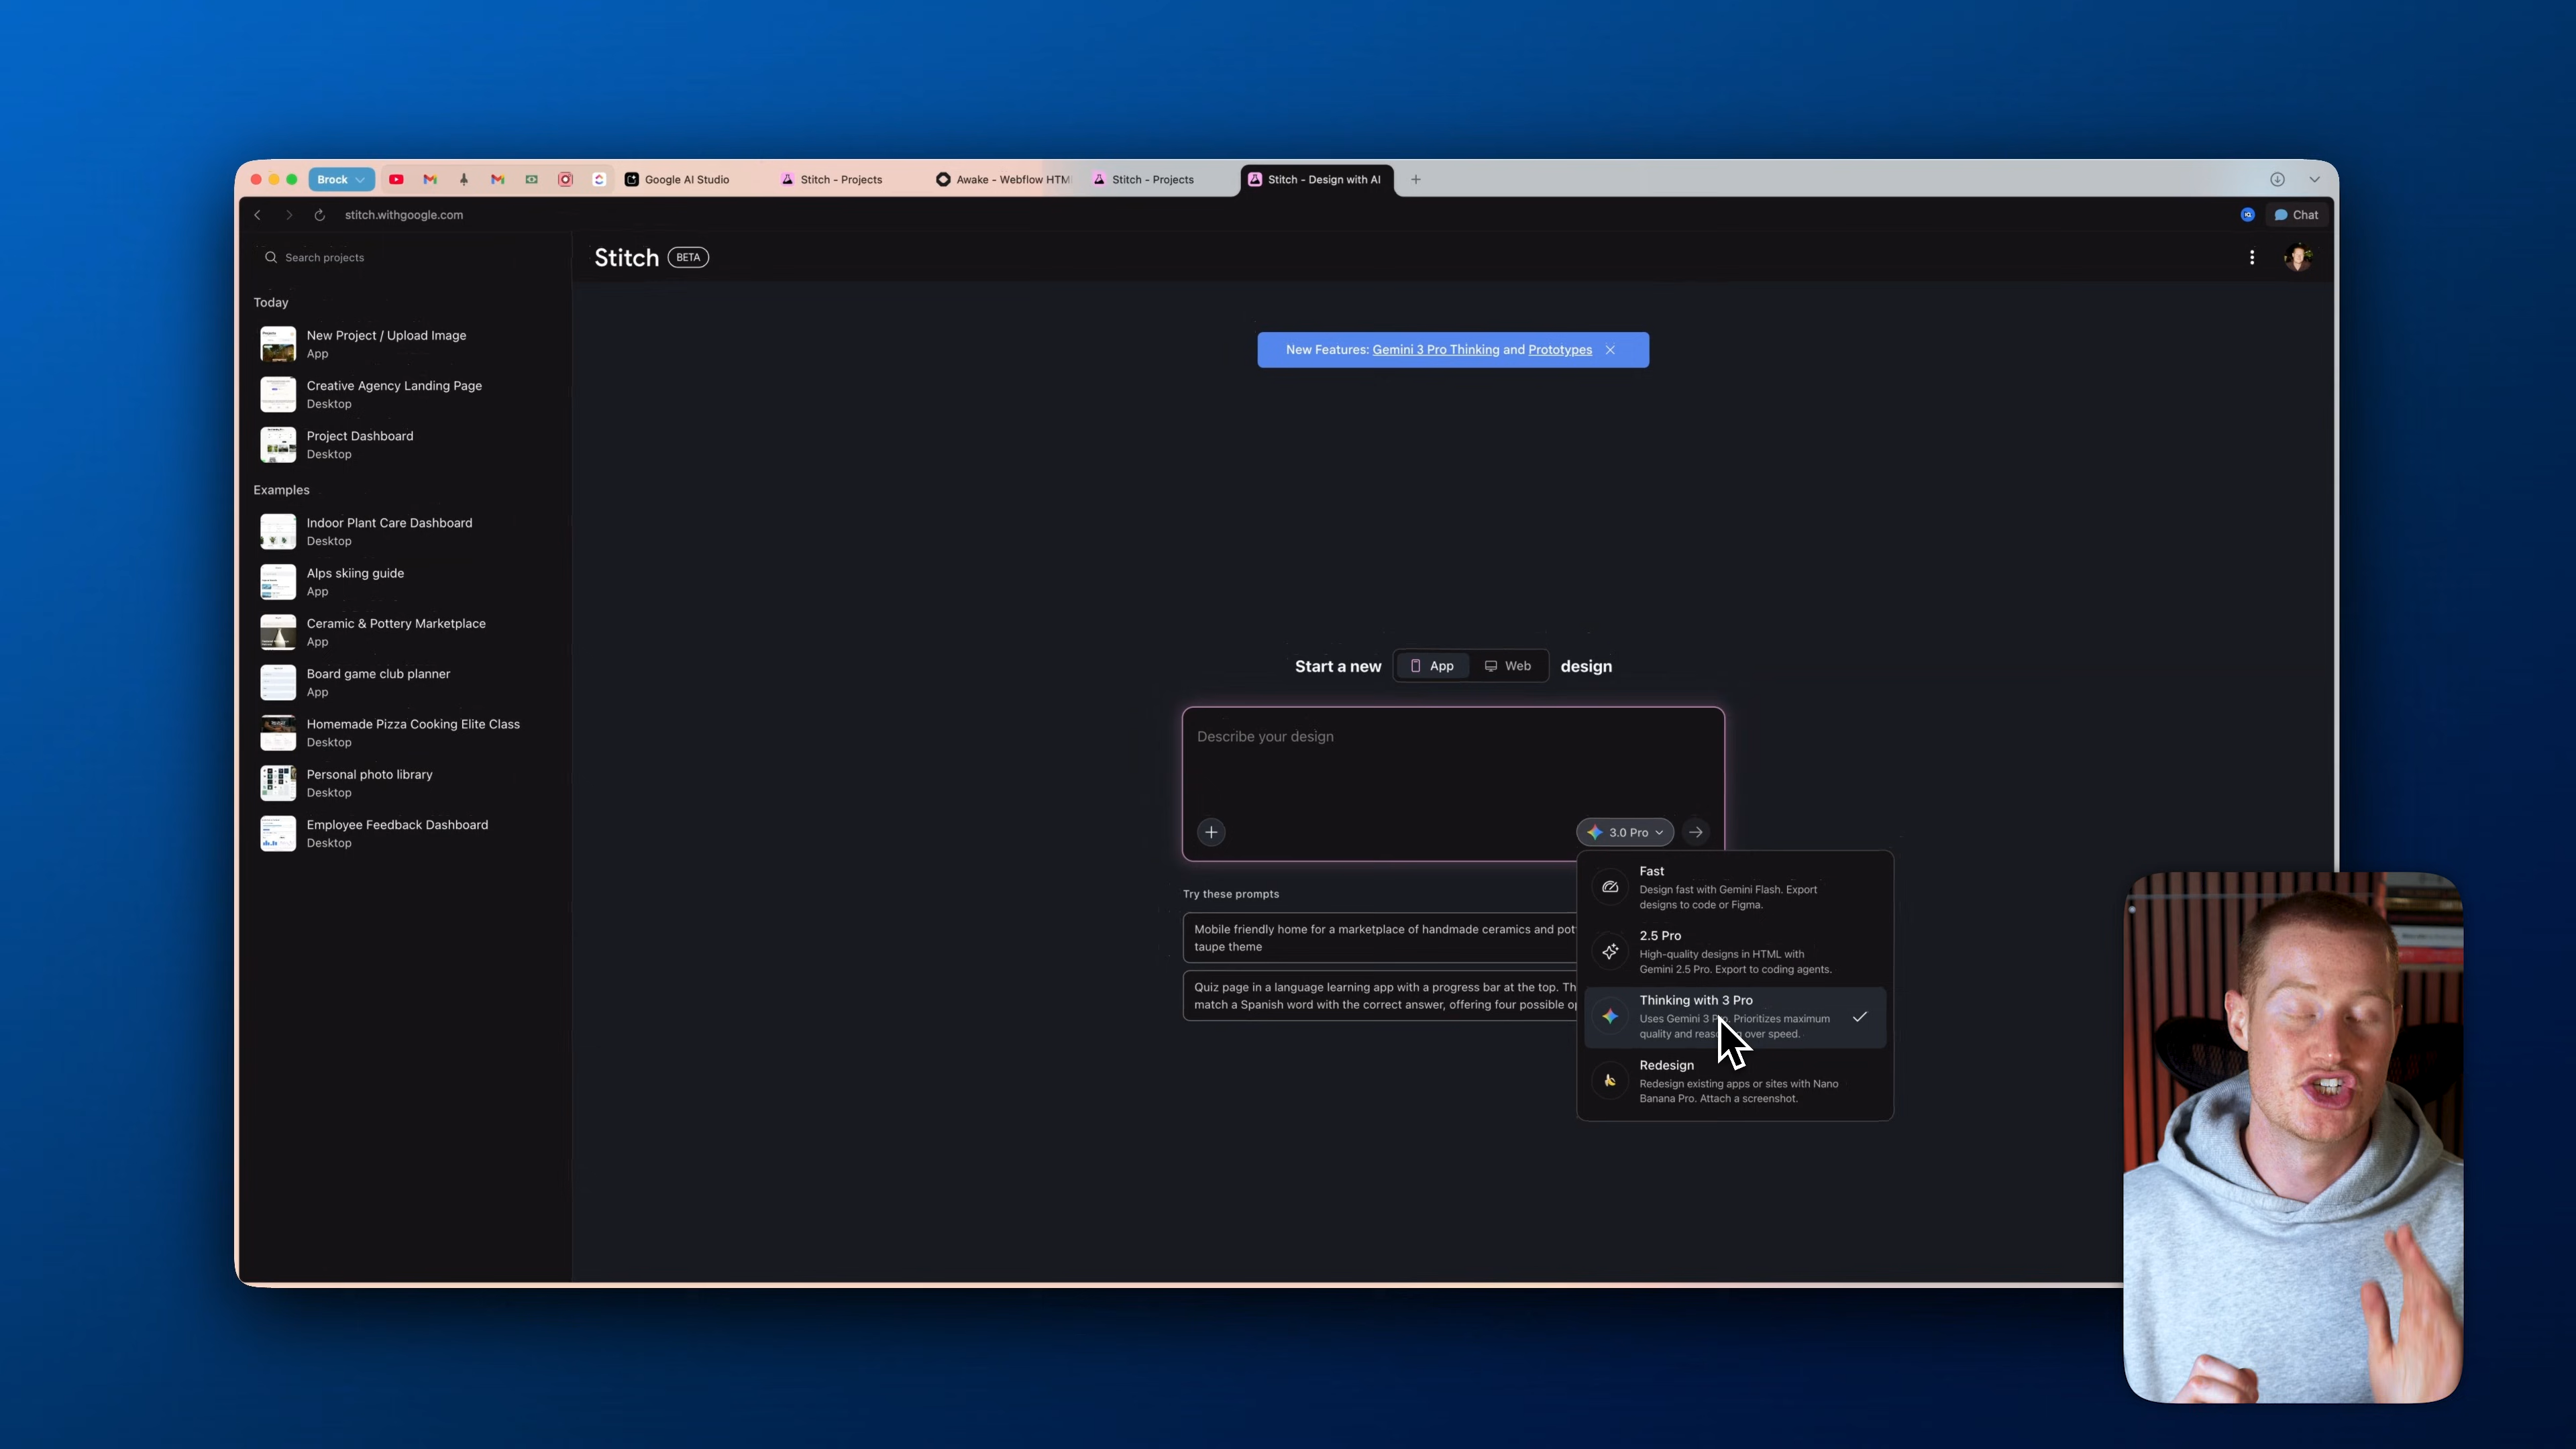 Brock
Google AI Studio
Stitch - Projects
Awake - Webflow HTM
Stitch - Projects
Stitch - Design with AI
stitch.withgoogle.com
Chat
Search projects
Stitch
BETA
Today
New Project / Upload Image
App
Creative Agency Landing Page
Desktop
Project Dashboard
Desktop
Examples
Indoor Plant Care Dashboard
Desktop
Alps skiing guide
App
Ceramic & Pottery Marketplace
App
Board game club planner
App
Homemade Pizza Cooking Elite Class
Desktop
Personal photo library
Desktop
Employee Feedback Dashboard
Desktop
New Features: Gemini 3 Pro Thinking and Prototypes
Start a new
App
Web
design
Describe your design
3.0 Pro
Try these prompts
Mobile friendly home for a marketplace of handmade ceramics and pot
taupe theme
Quiz page in a language learning app with a progress bar at the top. Th
match a Spanish word with the correct answer, offering four possible o
Fast
Design fast with Gemini Flash. Export
designs to code or Figma.
2.5 Pro
High-quality designs in HTML with
Gemini 2.5 Pro. Export to coding agents.
Thinking with 3 Pro
Uses Gemini 3 Pro. Prioritizes maximum
quality and reasoning over speed.
Redesign
Redesign existing apps or sites with Nano
Banana Pro. Attach a screenshot.